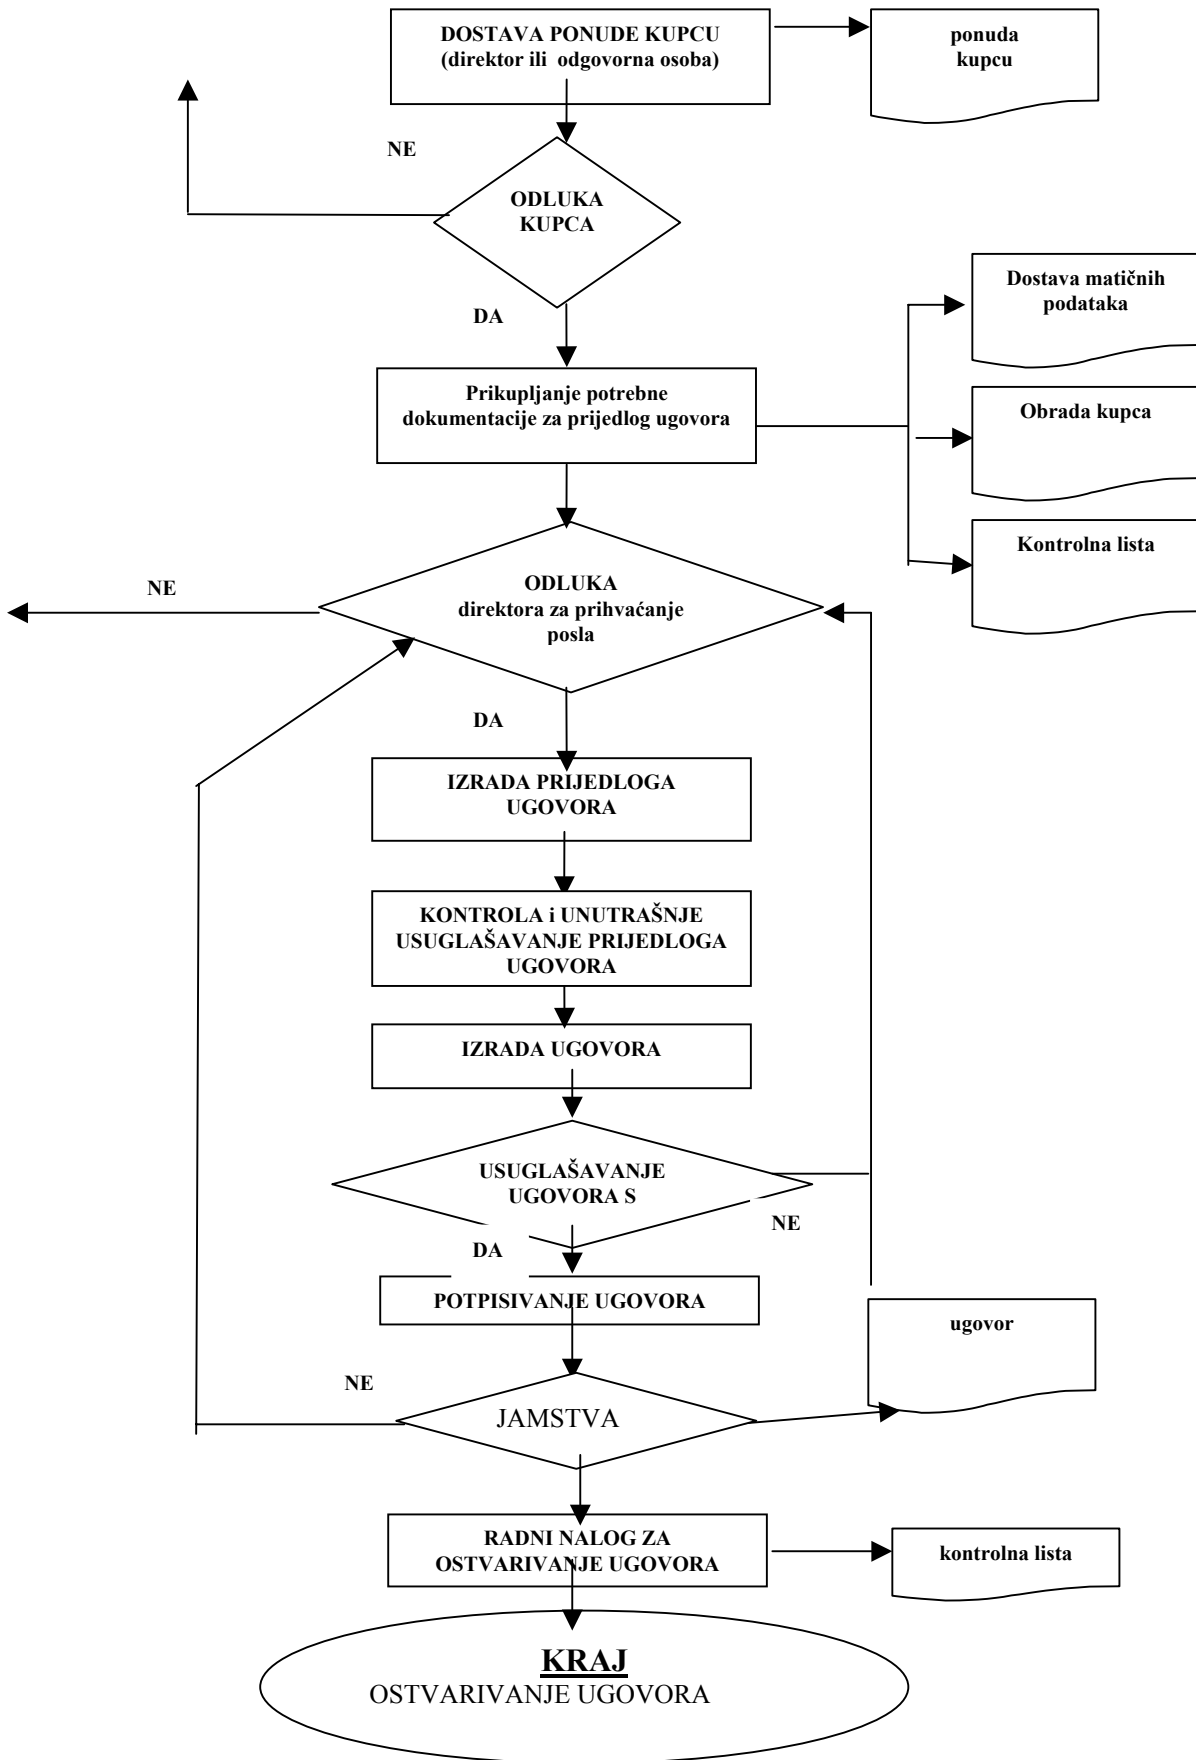 DOSTAVA PONUDE KUPCU
(direktor ili odgovorna osoba)
ponuda
kupcu
NE
ODLUKA
KUPCA
DA
Dostava matičnih
podataka
Prikupljanje potrebne
dokumentacije za prijedlog ugovora
Obrada kupca
Kontrolna lista
NE
ODLUKA
direktora za prihvaćanje
posla
DA
IZRADA PRIJEDLOGA
UGOVORA
KONTROLA i UNUTRAŠNJE
USUGLAŠAVANJE PRIJEDLOGA
UGOVORA
IZRADA UGOVORA
USUGLAŠAVANJE
UGOVORA S
NE
DA
POTPISIVANJE UGOVORA
ugovor
NE
JAMSTVA
RADNI NALOG ZA
OSTVARIVANJE UGOVORA
kontrolna lista
KRAJ
OSTVARIVANJE UGOVORA